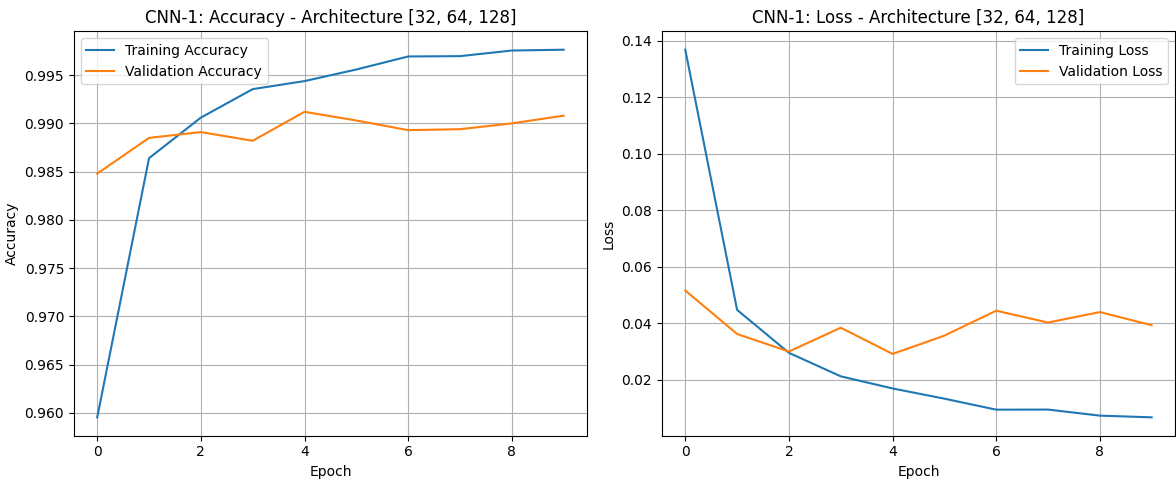 CNN-1: Accuracy - Architecture [32, 64, 128]
Training Accuracy
Validation Accuracy
0.995
0.990
0.985
0.980
0.975
0.970
0.965
0.960
Accuracy
0 2 4 6 8
Epoch
CNN-1: Loss - Architecture [32, 64, 128]
Training Loss
Validation Loss
0.14
0.12
0.10
0.08
0.06
0.04
0.02
Loss
0 2 4 6 8
Epoch